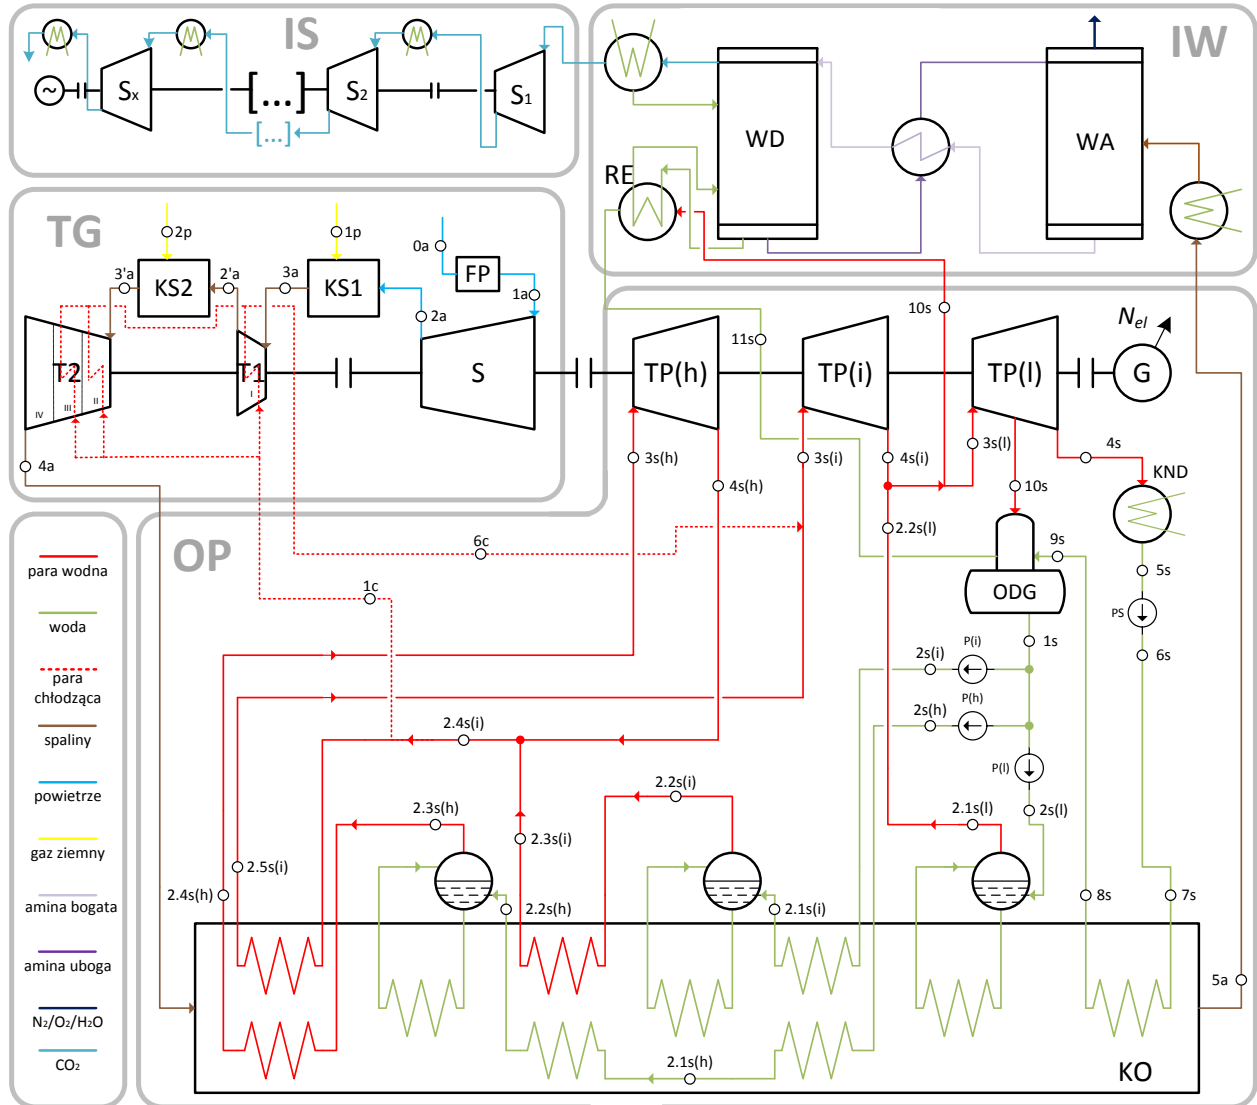 IS
IW
Sx
[...]
S2
S1
[...]
WD
WA
RE
TG
2p
1p
0a
FP
3'a
2'a
3a
1a
KS2
KS1
2a
10s
Nel
11s
T2
T1
S
TP(h)
TP(i)
TP(l)
G
IV
III
II
I
4a
3s(h)
4s(h)
3s(i)
4s(i)
3s(l)
4s
KND
10s
2.2s(l)
OP
6c
9s
5s
1c
ODG
PS
para wodna
woda
para
chłodząca
spaliny
powietrze
gaz ziemny
amina bogata
amina uboga
N2/O2/H2O
CO2
1s
6s
P(i)
2s(i)
P(h)
2s(h)
P(l)
2s(l)
2.4s(i)
2.2s(i)
2.3s(h)
2.3s(i)
2.1s(l)
2.5s(i)
2.4s(h)
2.2s(h)
2.1s(i)
8s
7s
5a
2.1s(h)
KO